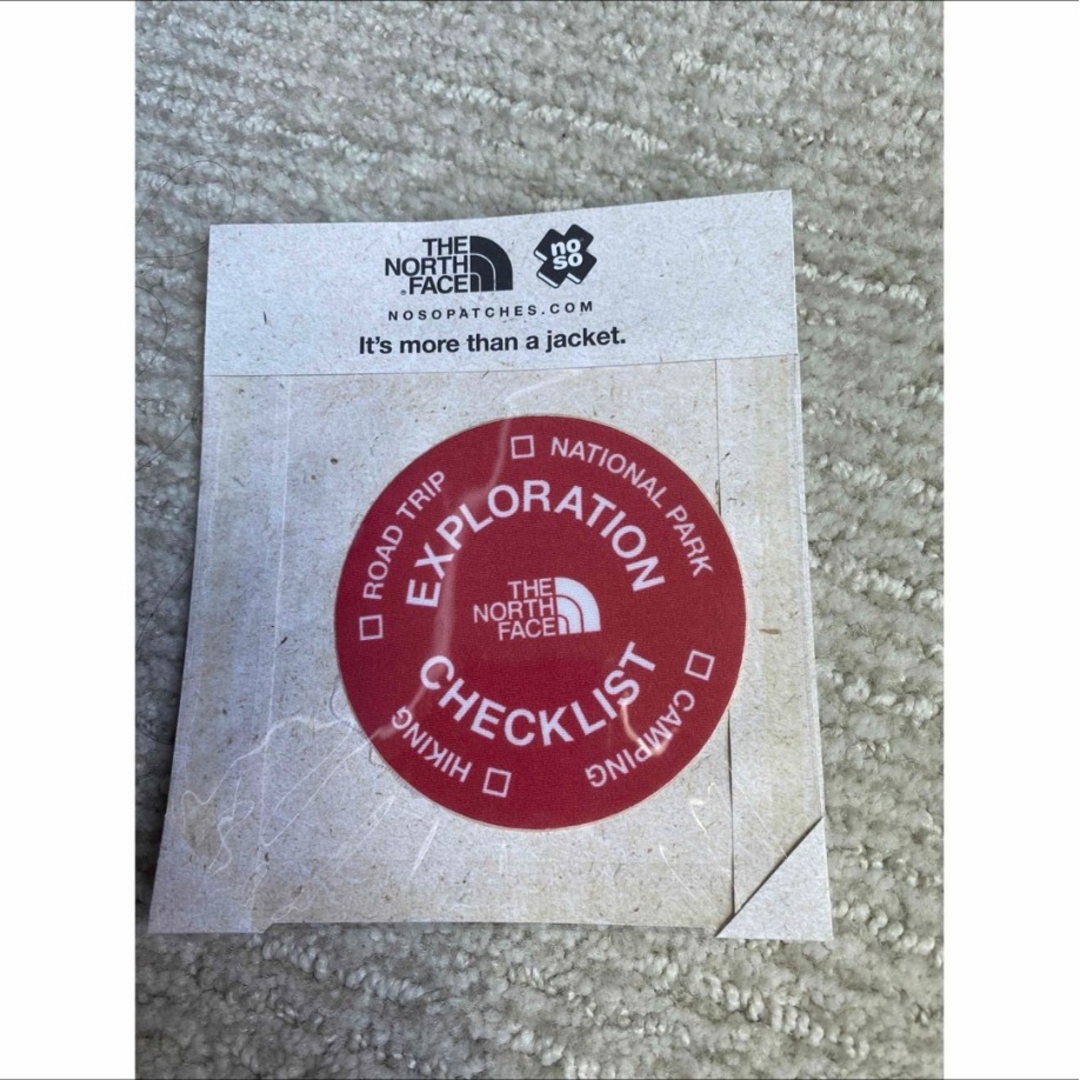 THE
NORTH
FACE
no
so
NOSOPATCHES.COM
It's more than a jacket.
☐ ROAD TRIP
☐ NATIONAL PARK
EXPLORATION
THE
NORTH
FACE
CHECKLIST
☐ CAMPING
☐ HIKING